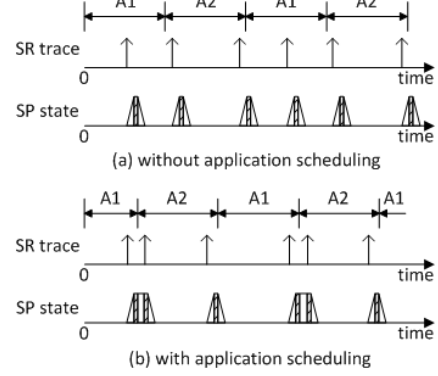 A1 A2 A1 A2
SR trace
0 time
SP state
0 time
(a) without application scheduling
A1 A2 A1 A2 A1
SR trace
0 time
SP state
0 time
(b) with application scheduling